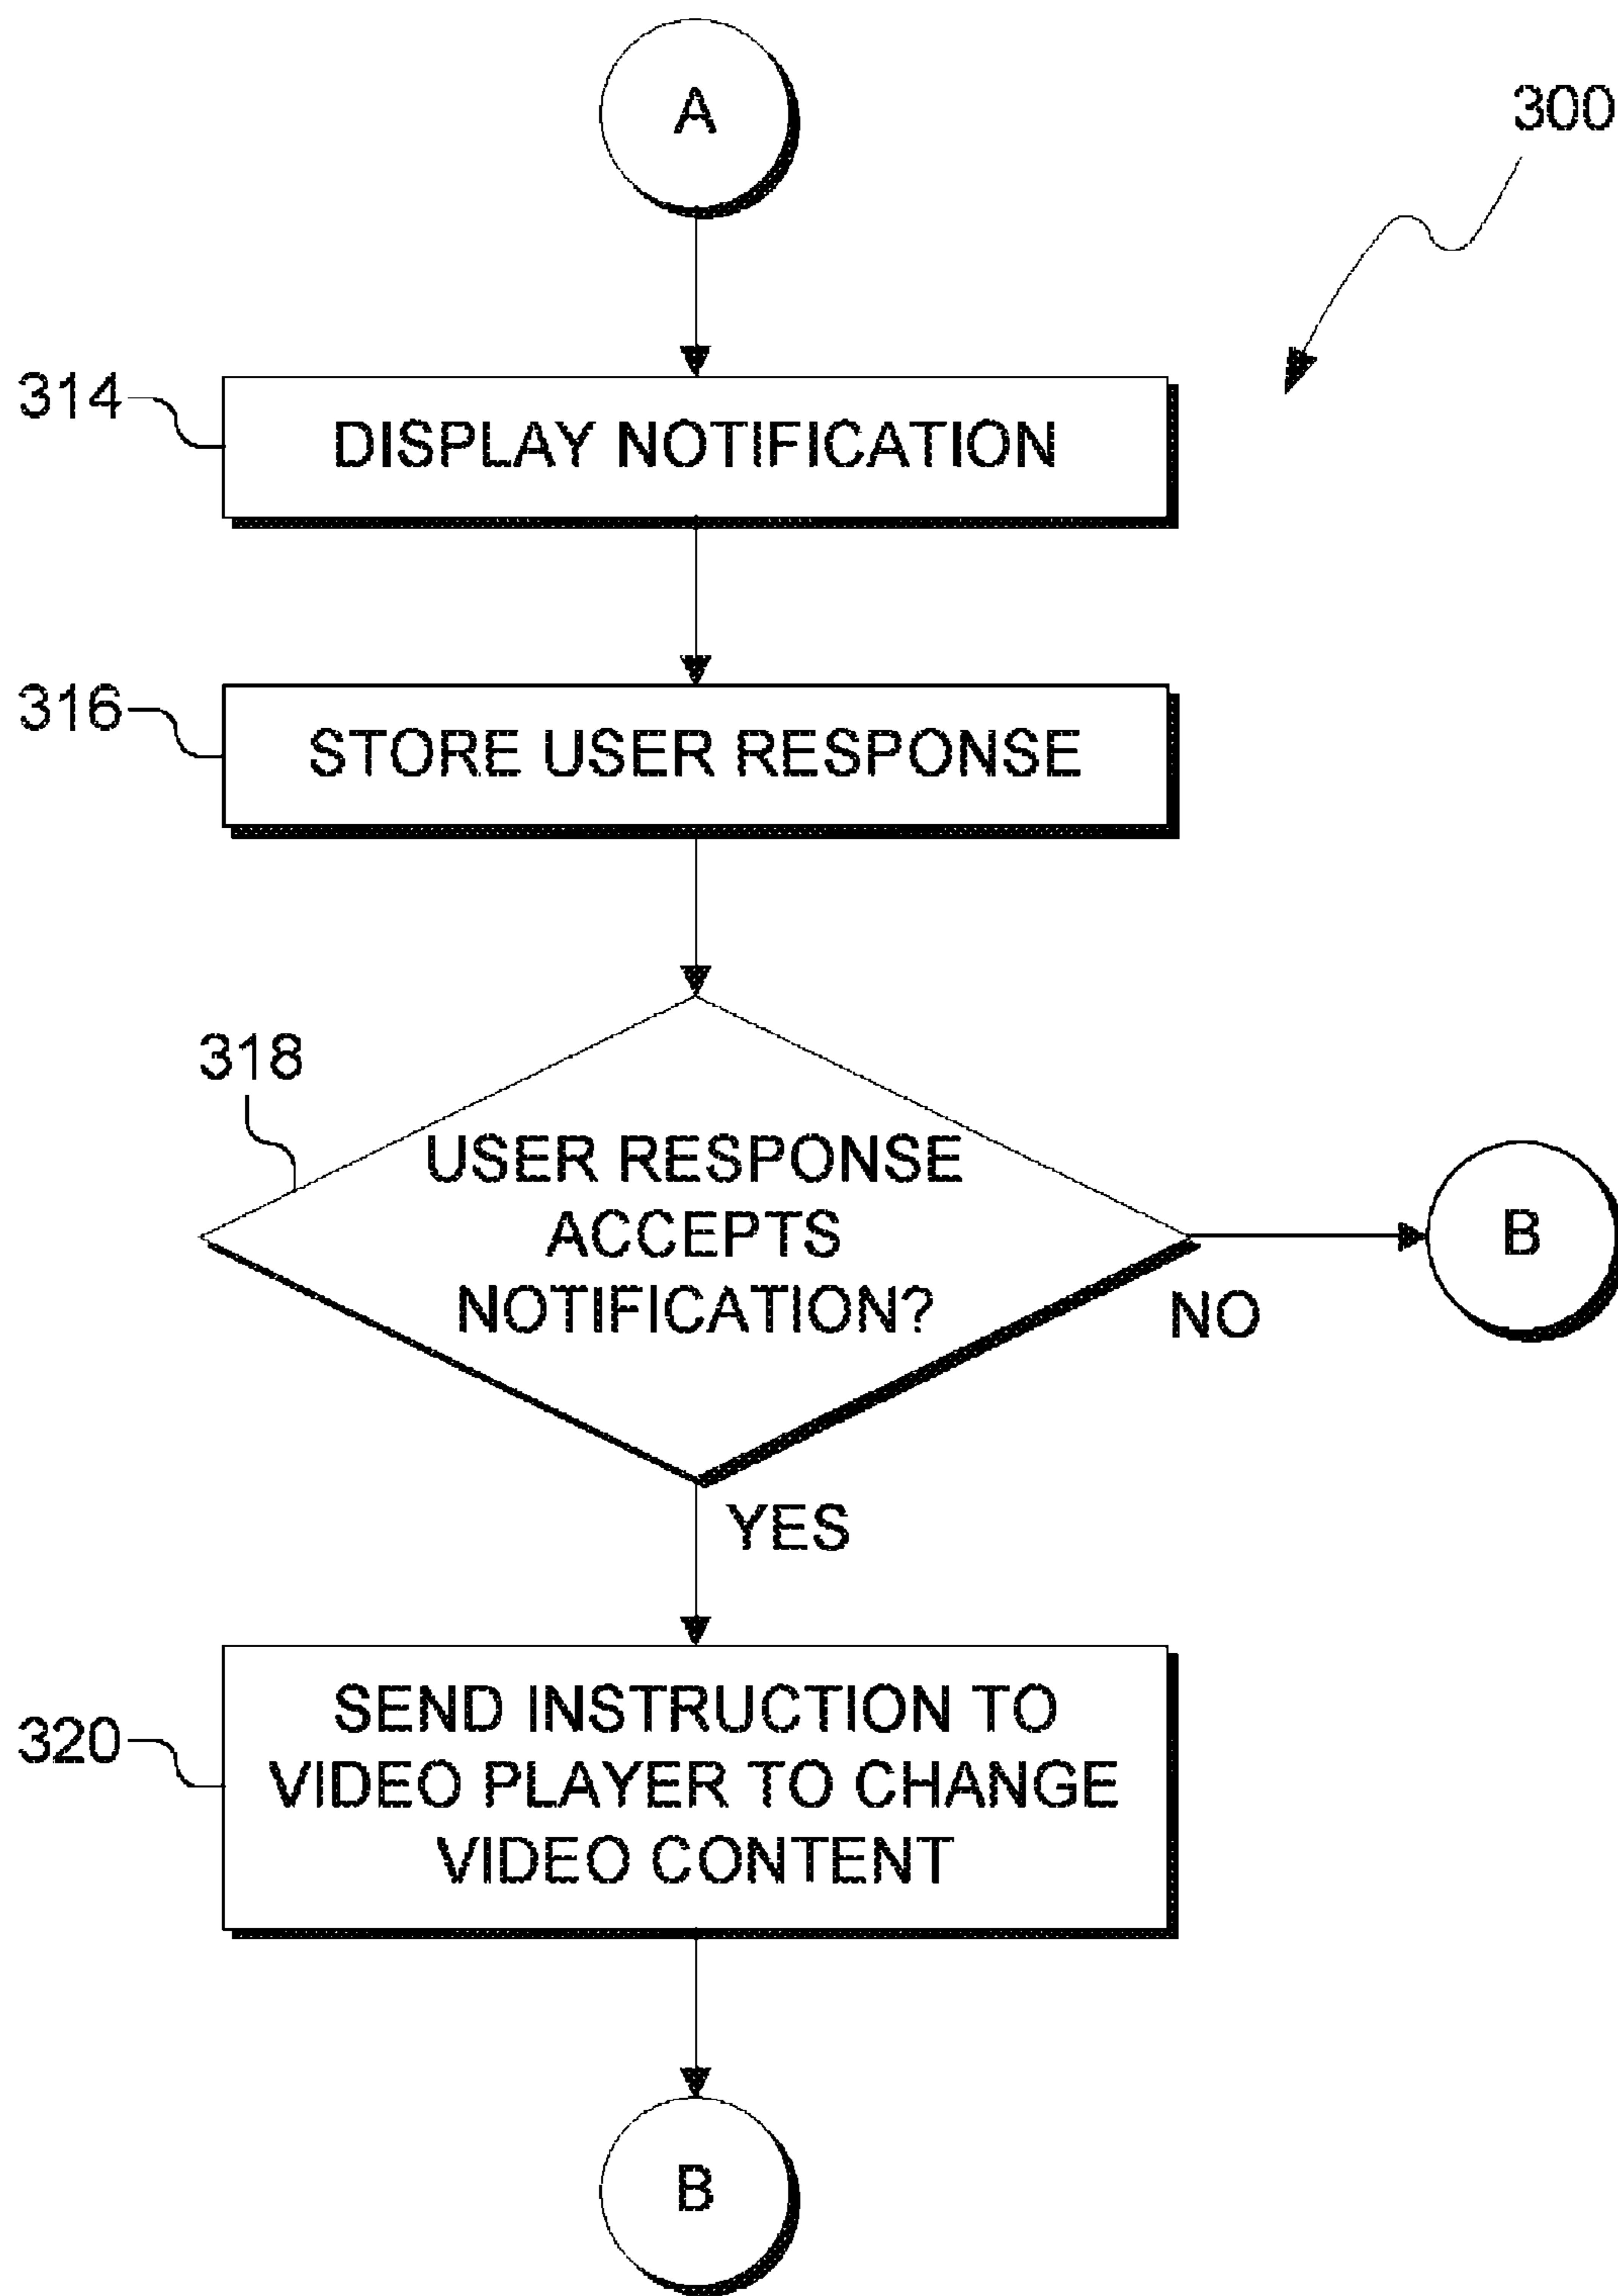 A
300
314
DISPLAY NOTIFICATION
316
STORE USER RESPONSE
318
USER RESPONSE
ACCEPTS
NOTIFICATION?
B
NO
YES
320
SEND INSTRUCTION TO
VIDEO PLAYER TO CHANGE
VIDEO CONTENT
B